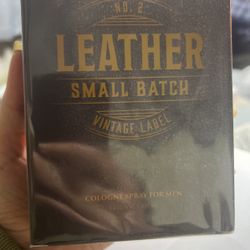 NO. 2
LEATHER
SMALL BATCH
VINTAGE LABEL
COLOGNE SPRAY FOR MEN